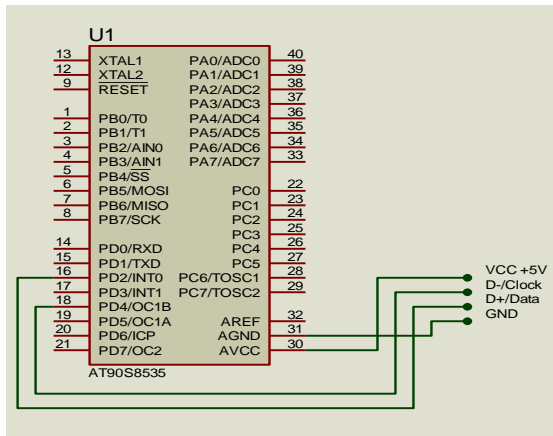 U1
13 XTAL1 PA0/ADC0 40
12 XTAL2 PA1/ADC1 39
9 RESET PA2/ADC2 38
PA3/ADC3 37
1 PB0/T0 PA4/ADC4 36
2 PB1/T1 PA5/ADC5 35
3 PB2/AIN0 PA6/ADC6 34
4 PB3/AIN1 PA7/ADC7 33
5 PB4/SS
6 PB5/MOSI PC0 22
7 PB6/MISO PC1 23
8 PB7/SCK PC2 24
PC3 25
14 PD0/RXD PC4 26
15 PD1/TXD PC5 27
16 PD2/INT0 PC6/TOSC1 28
17 PD3/INT1 PC7/TOSC2 29
18 PD4/OC1B
19 PD5/OC1A AREF 32
20 PD6/ICP AGND 31
21 PD7/OC2 AVCC 30
AT90S8535
VCC +5V
D-/Clock
D+/Data
GND